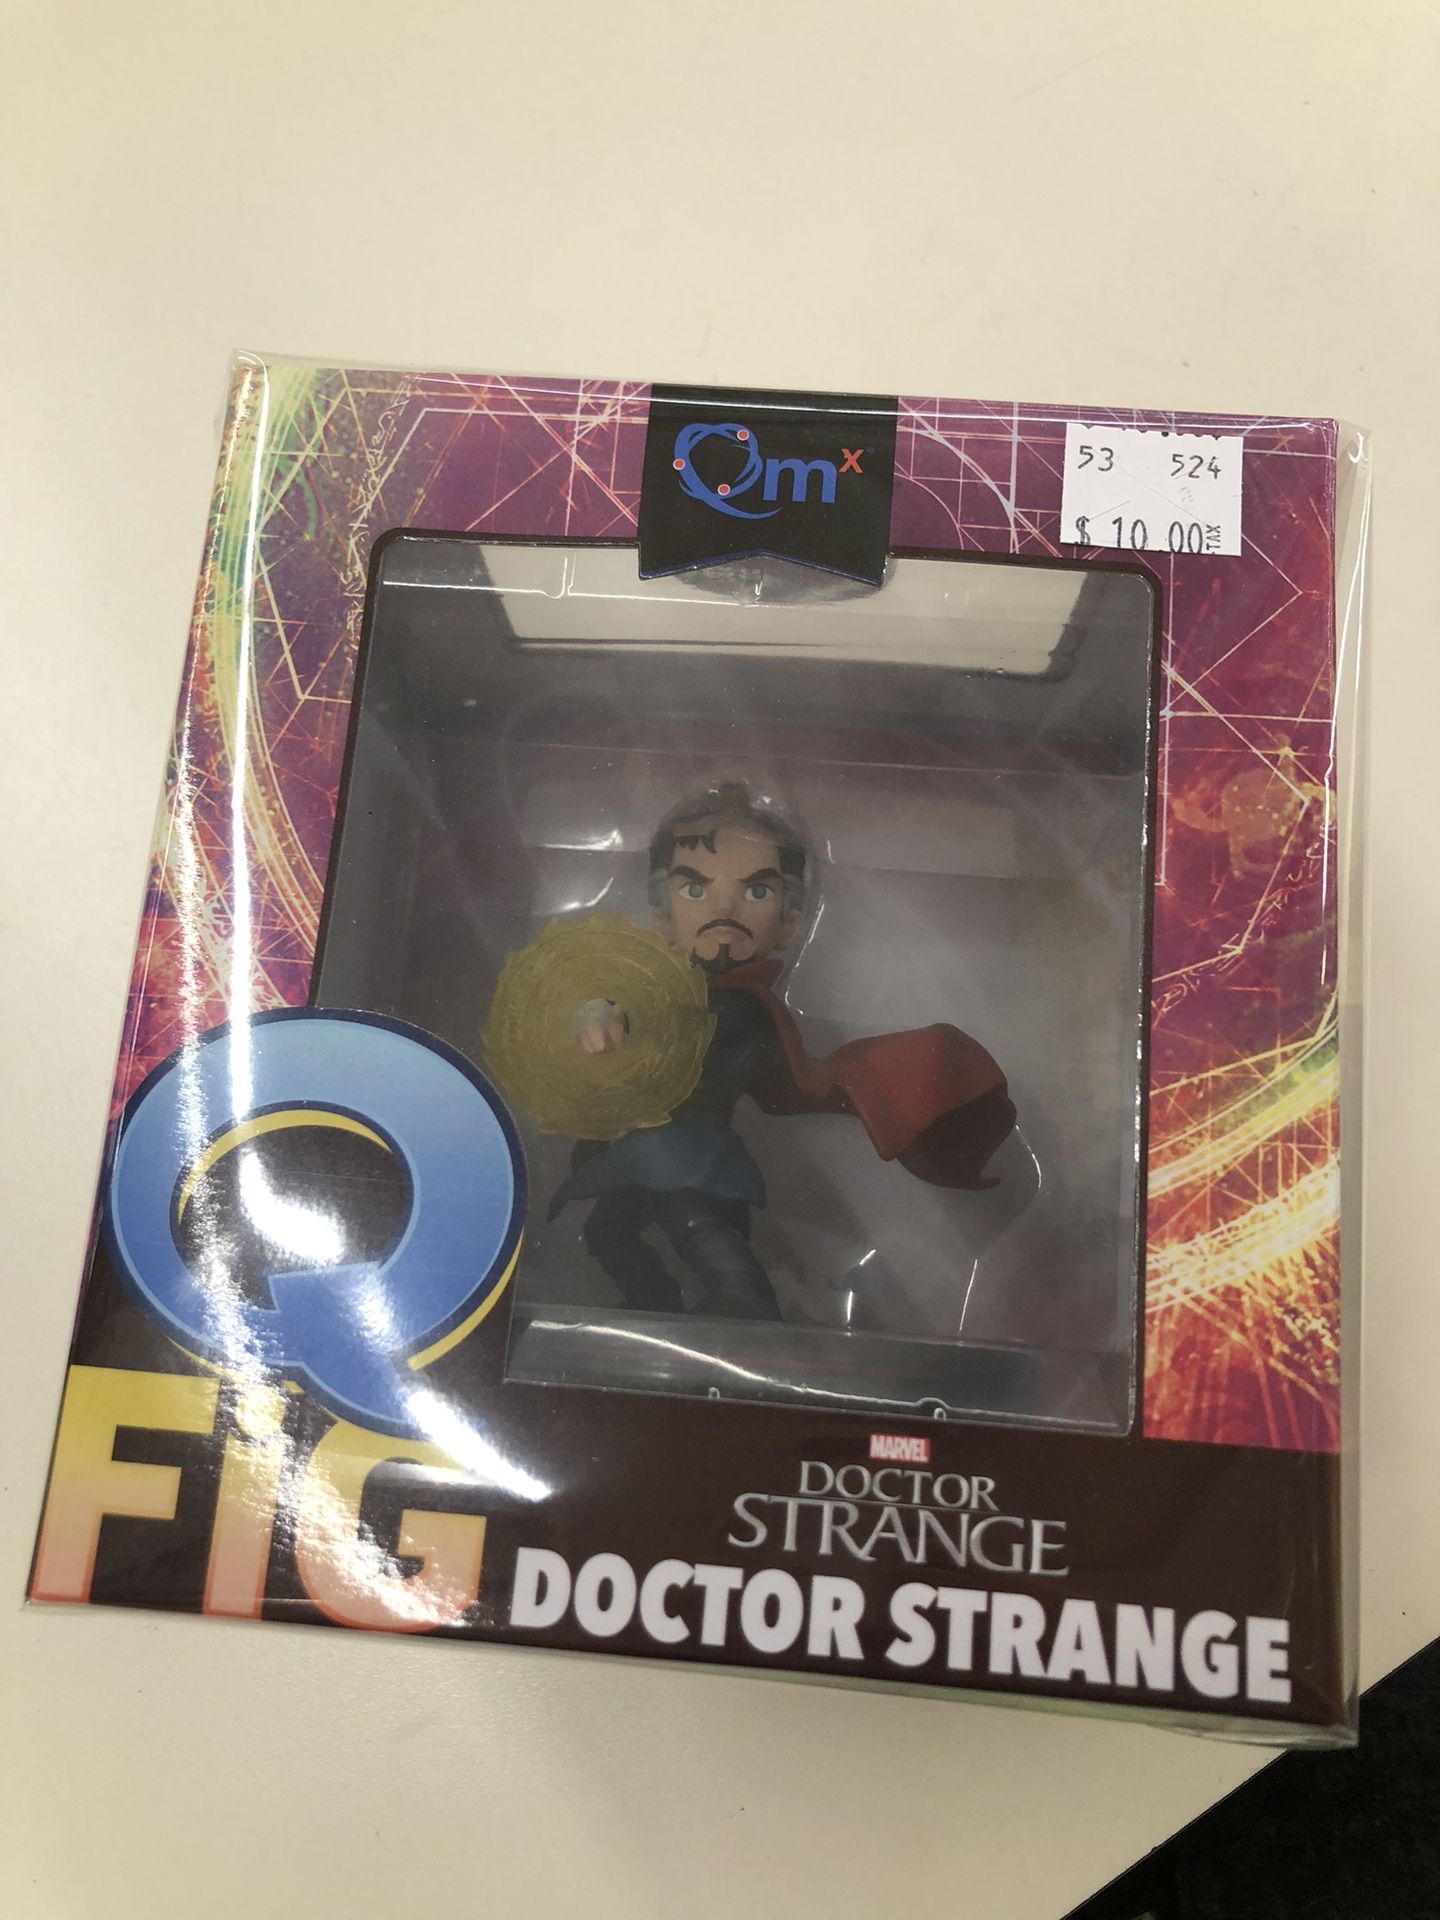 Qmx
53 524
$ 10.00
TAX
Q
FiG
MARVEL
DOCTOR
STRANGE
DOCTOR STRANGE